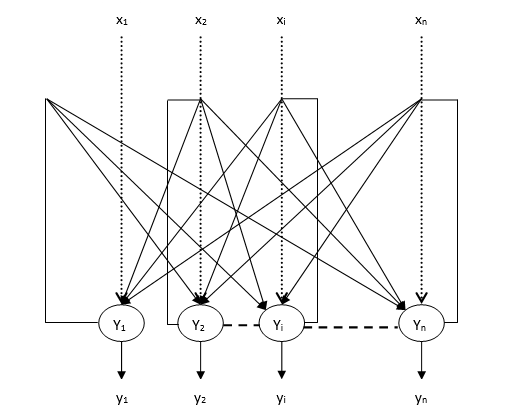 x₁ x₂ xᵢ xₙ
Y₁ Y₂ Yᵢ Yₙ
y₁ y₂ yᵢ yₙ